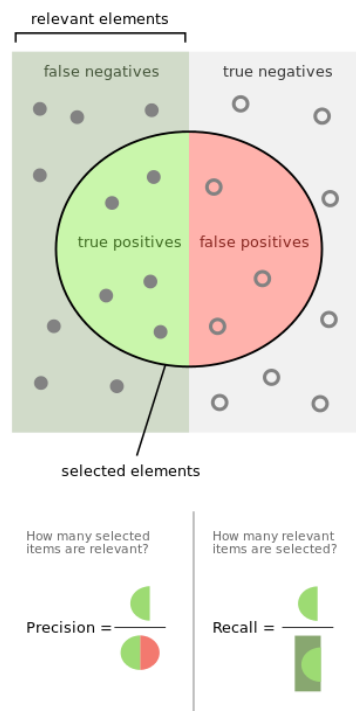 relevant elements
false negatives
true negatives
true positives
false positives
selected elements
How many selected
items are relevant?
How many relevant
items are selected?
Precision =
Recall =